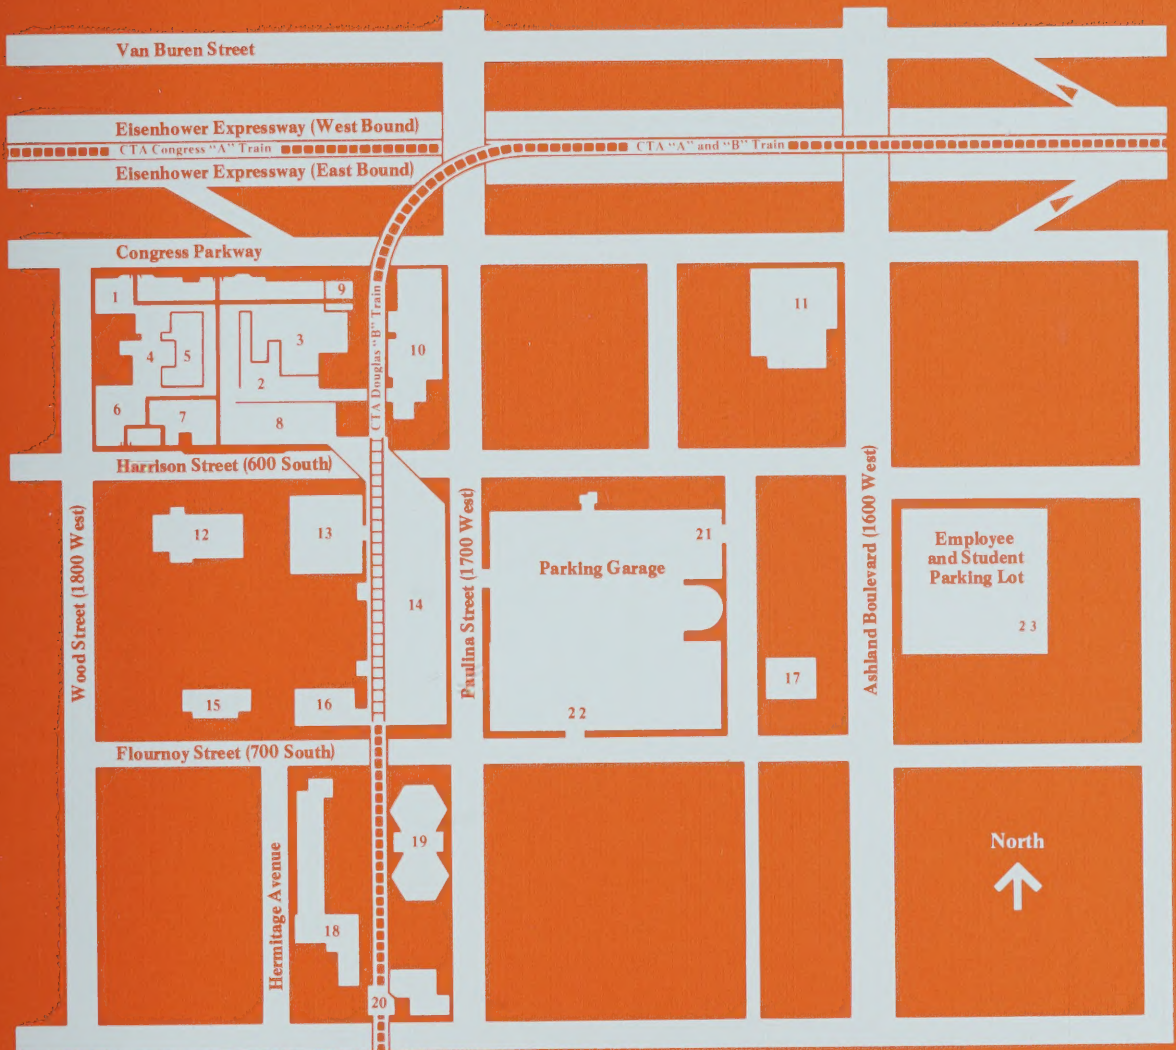 Van Buren Street
Eisenhower Expressway (West Bound)
CTA Congress "A" Train
CTA "A" and "B" Train
Eisenhower Expressway (East Bound)
Congress Parkway
1
9
3
11
CTA Douglas "B" Train
4
5
10
2
6
7
8
Harrison Street (600 South)
Wood Street (1800 West)
12
13
14
Paulina Street (1700 West)
21
Parking Garage
Ashland Boulevard (1600 West)
Employee
and Student
Parking Lot
23
17
15
16
22
Flournoy Street (700 South)
19
North
Hermitage Avenue
18
20